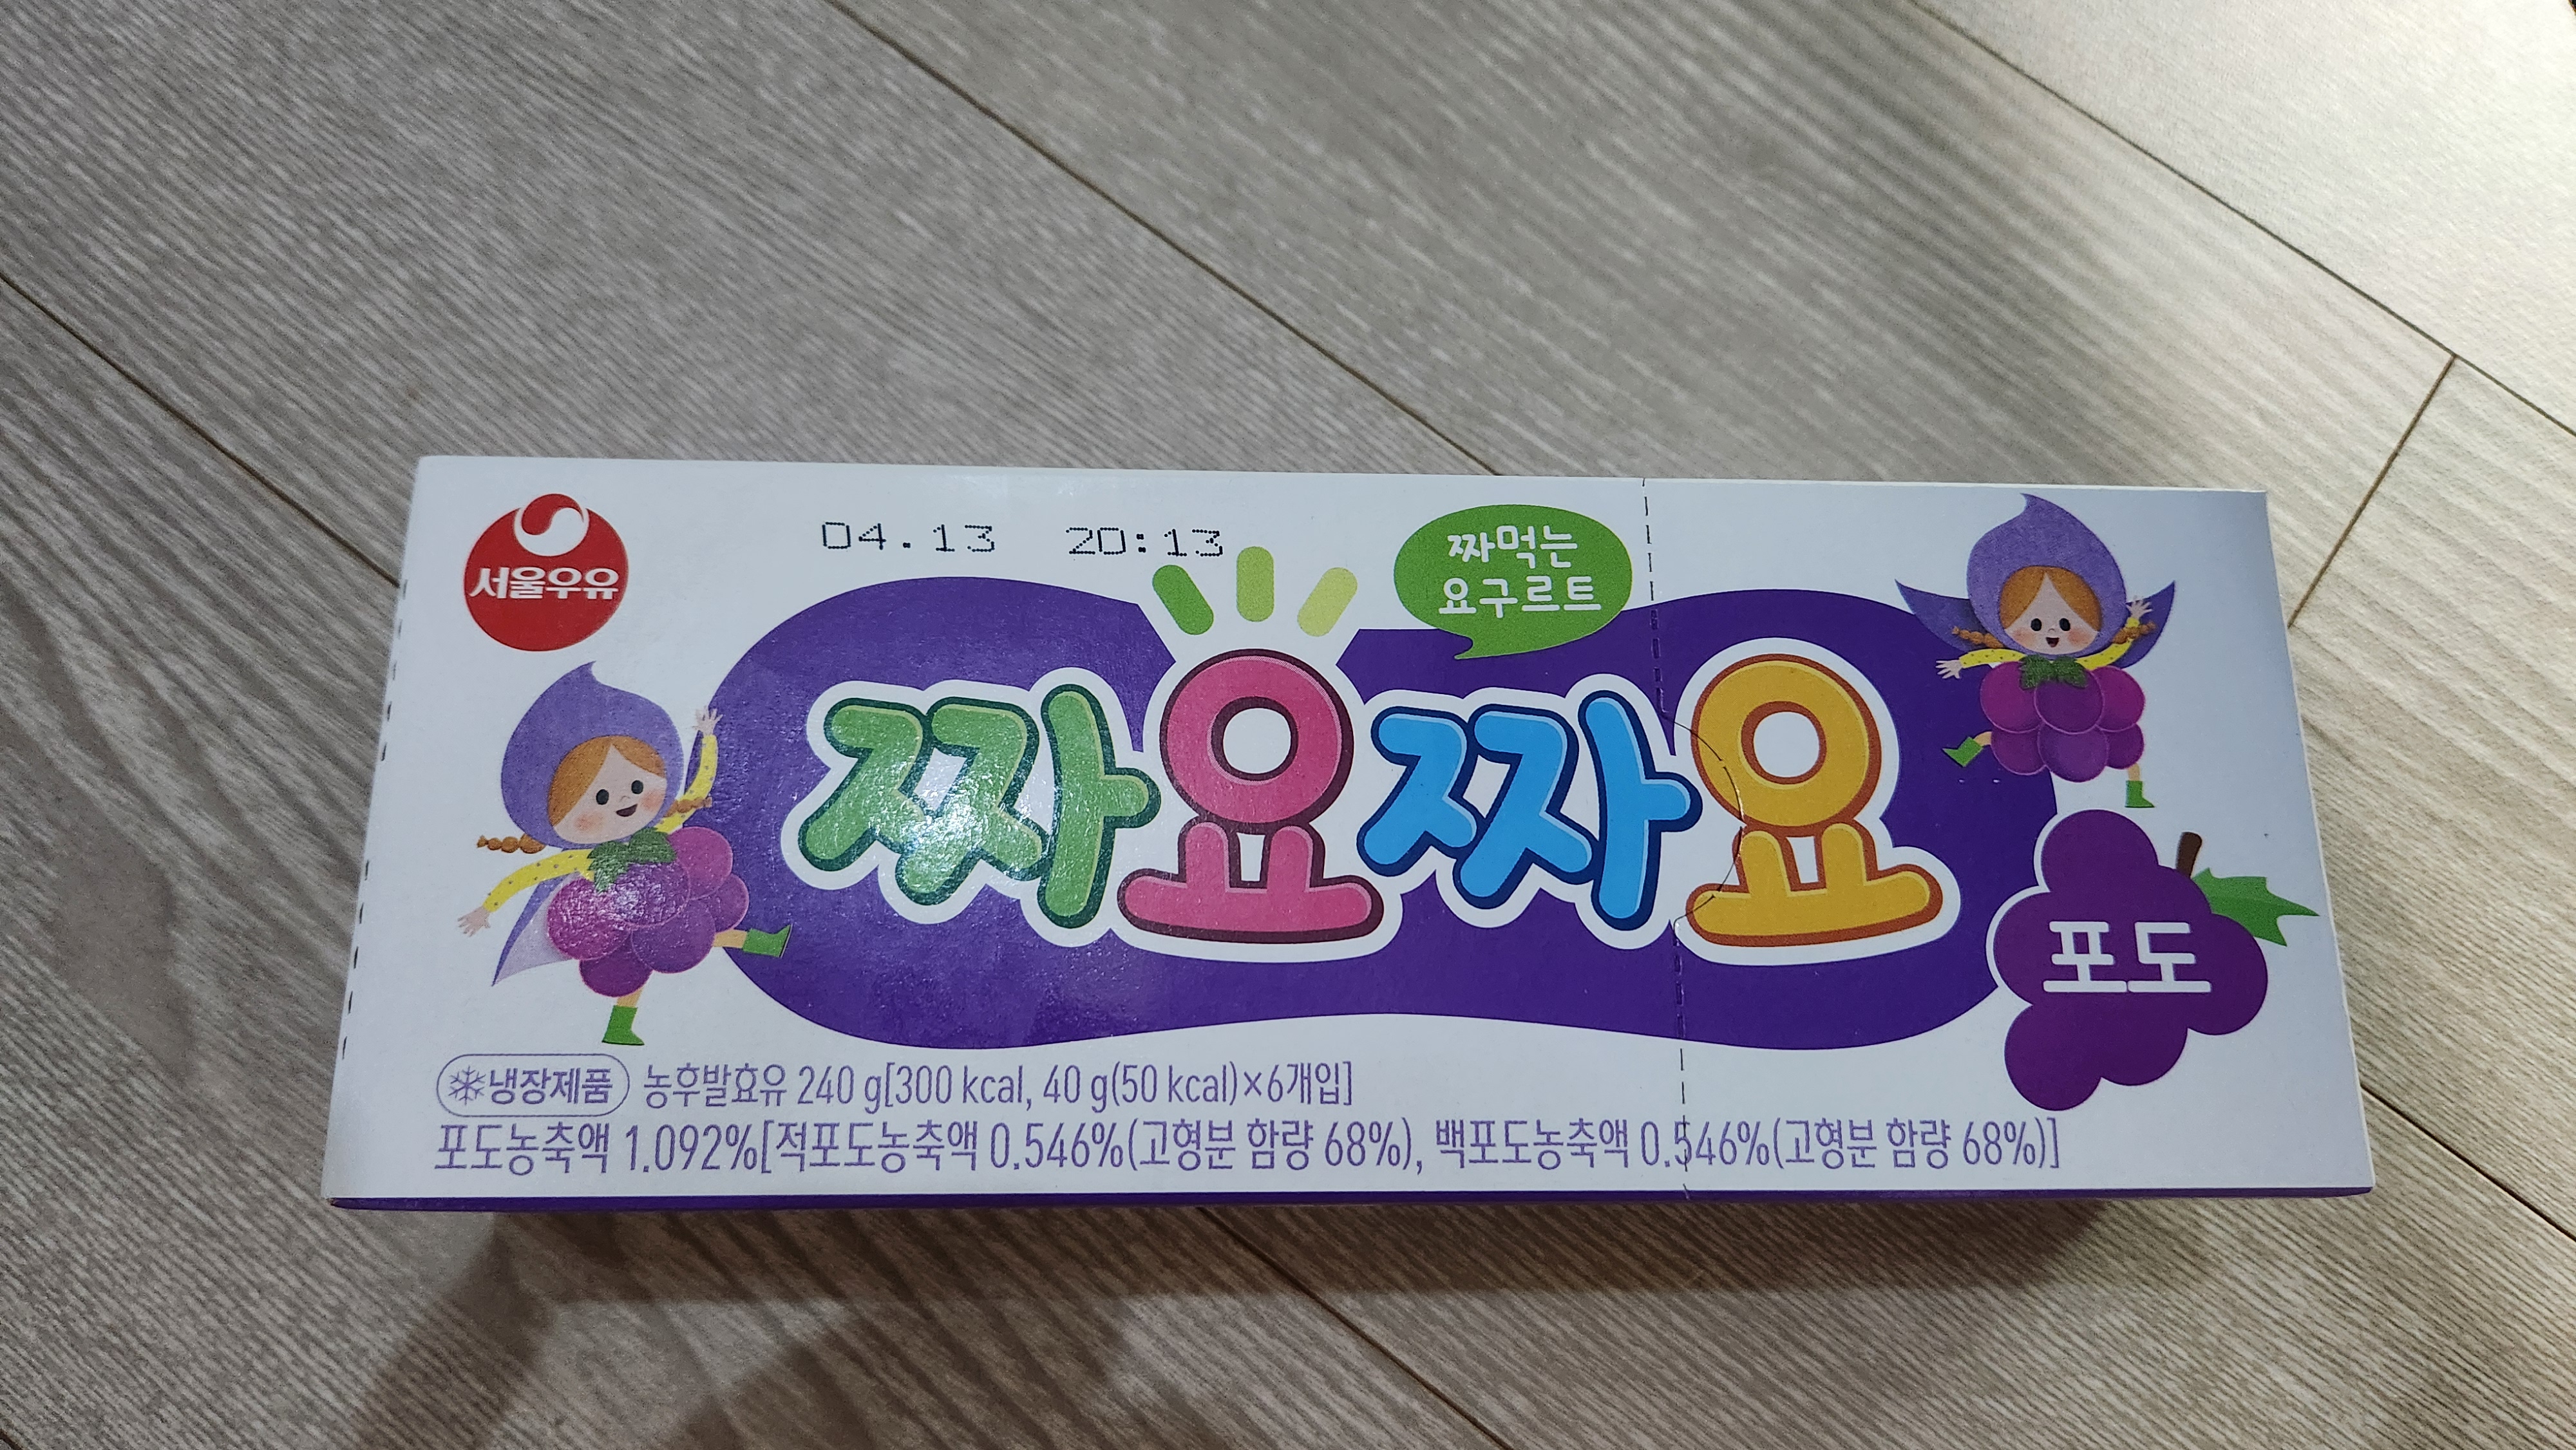 서울우유
04.13 20:13
짜먹는
요구르트
짜요짜요
포도
냉장제품 농후발효유 240 g[300 kcal, 40 g(50 kcal)×6개입]
포도농축액 1.092%[적포도농축액 0.546%(고형분 함량 68%), 백포도농축액 0.546%(고형분 함량 68%)]